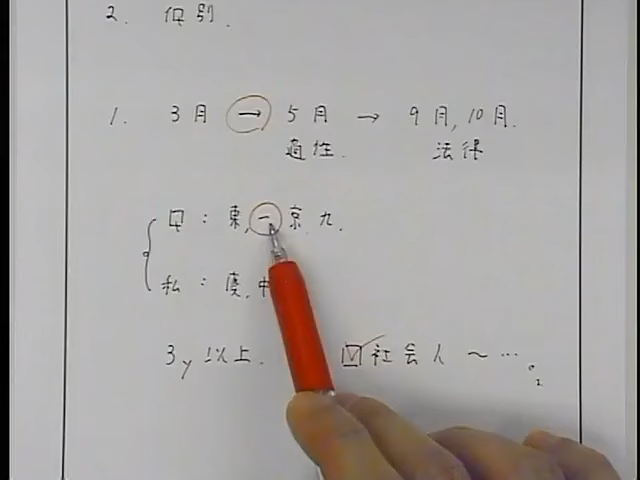 2. 個別.
1. 3月 → 5月 → 9月,10月.
適性. 法律
国: 東,一 京 九.
私: 慶,中
3y 以上. ☑社会人 〜…。